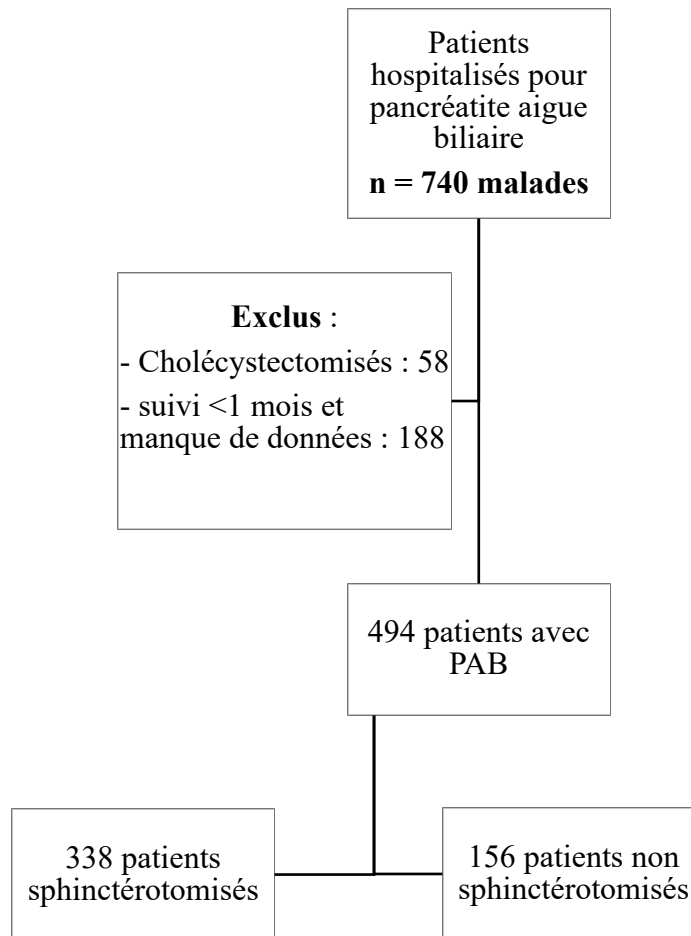 Patients
hospitalisés pour
pancréatite aigue
biliaire
n = 740 malades
Exclus :
- Cholécystectomisés : 58
- suivi <1 mois et
manque de données : 188
494 patients avec
PAB
338 patients
sphinctérotomisés
156 patients non
sphinctérotomisés